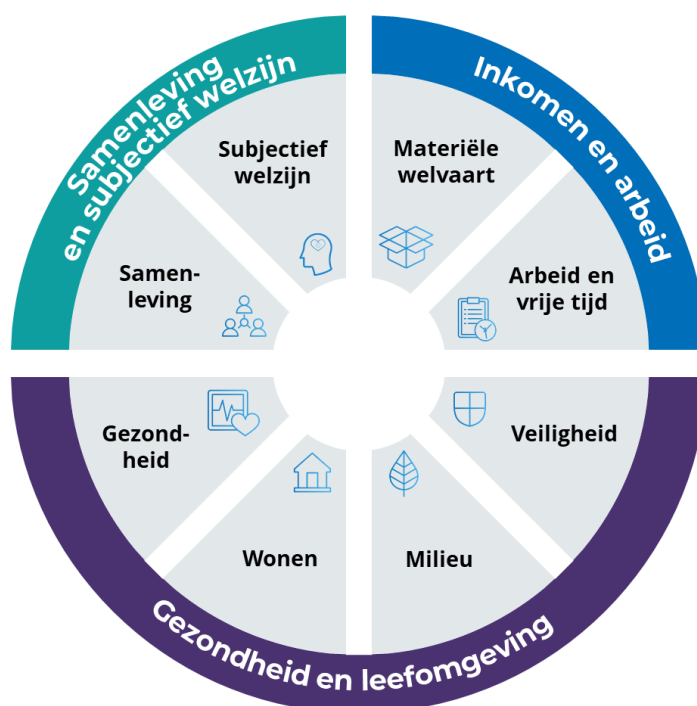 Samenleving
en subjectief welzijn
Inkomen en arbeid
Subjectief
welzijn
Materiële
welvaart
Samen-
leving
Arbeid en
vrije tijd
Gezond-
heid
Veiligheid
Wonen
Milieu
Gezondheid en leefomgeving